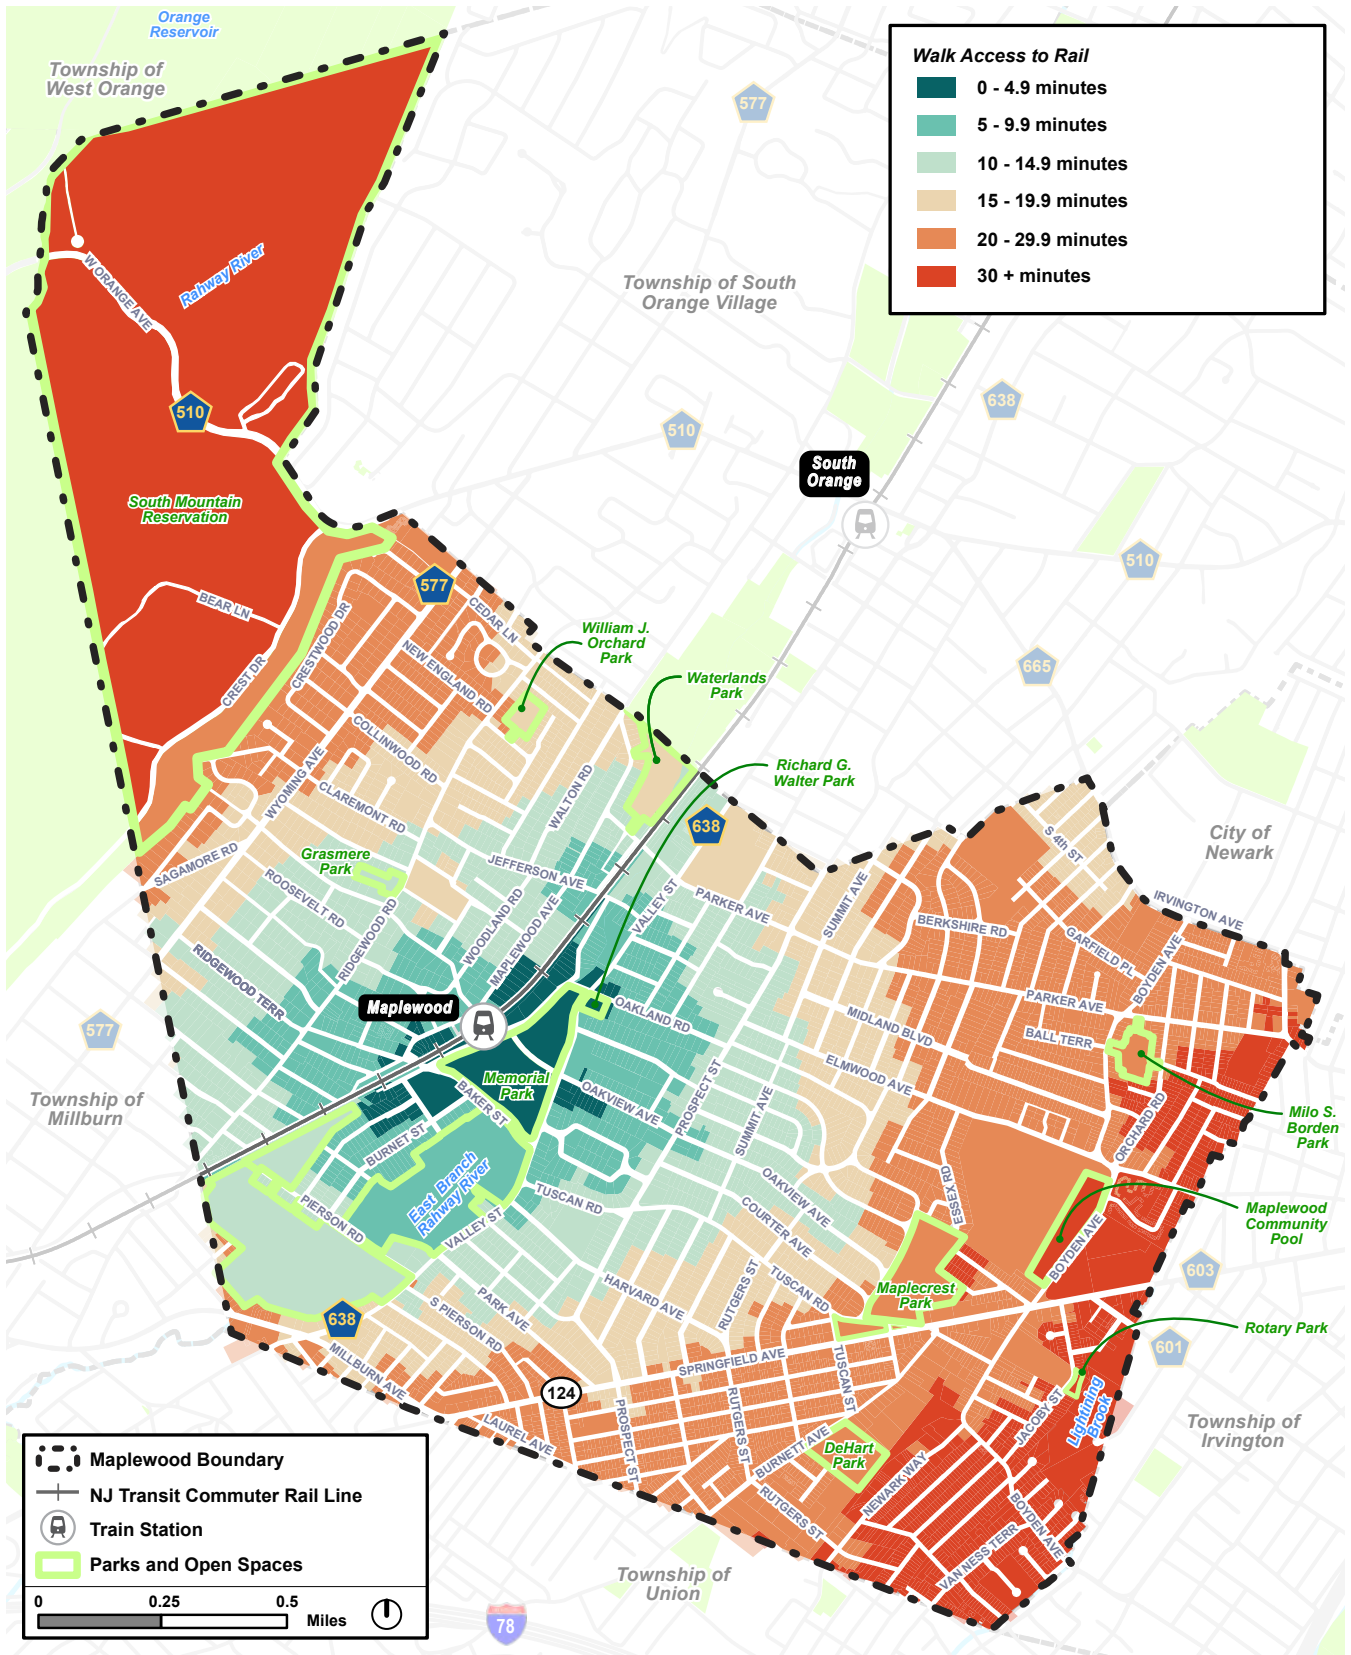 Orange
Reservoir
Township of
West Orange
577
Walk Access to Rail
0 - 4.9 minutes
5 - 9.9 minutes
10 - 14.9 minutes
15 - 19.9 minutes
20 - 29.9 minutes
30 + minutes
W ORANGE AVE
Rahway River
Township of South
Orange Village
510
510
638
South
Orange
South Mountain
Reservation
510
577
BEAR LN
CRESTWOOD DR
CEDAR LN
CREST DR
NEW ENGLAND RD
William J.
Orchard
Park
Waterlands
Park
665
COLLINWOOD RD
WYOMING AVE
CLAREMONT RD
WALTON RD
Richard G.
Walter Park
638
S 4th ST
City of
Newark
SAGAMORE RD
Grasmere
Park
JEFFERSON AVE
ROOSEVELT RD
RIDGEWOOD RD
WOODLAND RD
MAPLEWOOD AVE
VALLEY ST
PARKER AVE
SUMMIT AVE
BERKSHIRE RD
IRVINGTON AVE
GARFIELD PL
BOYDEN AVE
RIDGEWOOD TERR
Maplewood
OAKLAND RD
PARKER AVE
MIDLAND BLVD
BALL TERR
577
Township of
Millburn
Memorial
Park
BAKER ST
OAKVIEW AVE
PROSPECT ST
ELMWOOD AVE
SUMMIT AVE
BURNET ST
ORCHARD RD
Milo S.
Borden
Park
East Branch
Rahway River
PIERSON RD
VALLEY ST
TUSCAN RD
OAKVIEW AVE
COURTER AVE
ESSEX RD
Maplewood
Community
Pool
BOYDEN AVE
603
638
S PIERSON RD
PARK AVE
HARVARD AVE
RUTGERS ST
TUSCAN RD
Maplecrest
Park
Rotary Park
601
MILLBURN AVE
SPRINGFIELD AVE
TUSCAN ST
124
LAUREL AVE
PROSPECT ST
RUTGERS ST
BURNETT AVE
DeHart
Park
JACOBY ST
Lightning
Brook
Township of
Irvington
NEWARK WAY
RUTGERS ST
BOYDEN AVE
VAN NESS TERR
Township of
Union
78
Maplewood Boundary
NJ Transit Commuter Rail Line
Train Station
Parks and Open Spaces
0 0.25 0.5
Miles